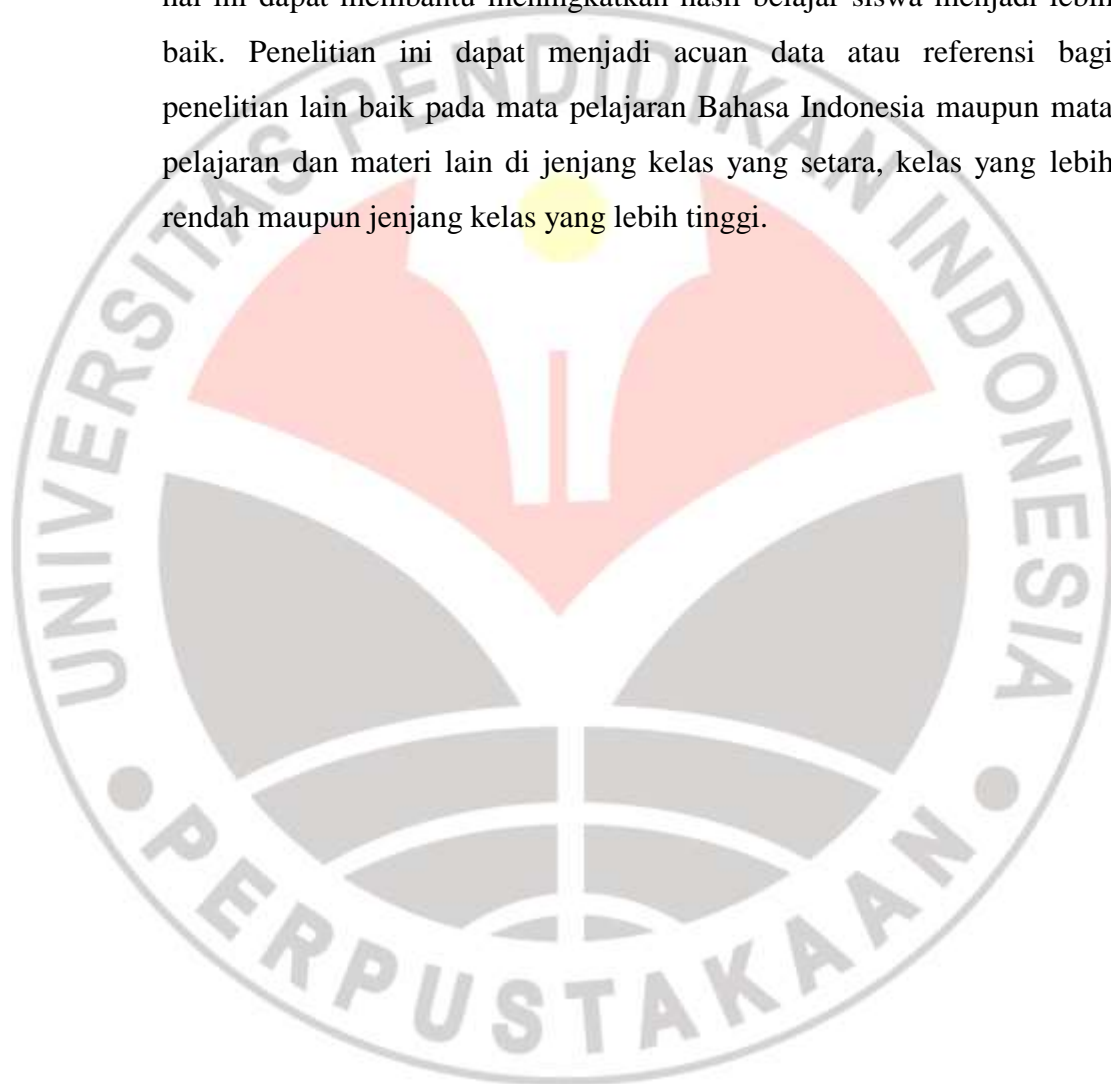 hal ini dapat membantu meningkatkan hasil belajar siswa menjadi lebih
baik. Penelitian ini dapat menjadi acuan data atau referensi bagi
penelitian lain baik pada mata pelajaran Bahasa Indonesia maupun mata
pelajaran dan materi lain di jenjang kelas yang setara, kelas yang lebih
rendah maupun jenjang kelas yang lebih tinggi.
UNIVERSITAS PENDIDIKAN INDONESIA
PERPUSTAKAAN